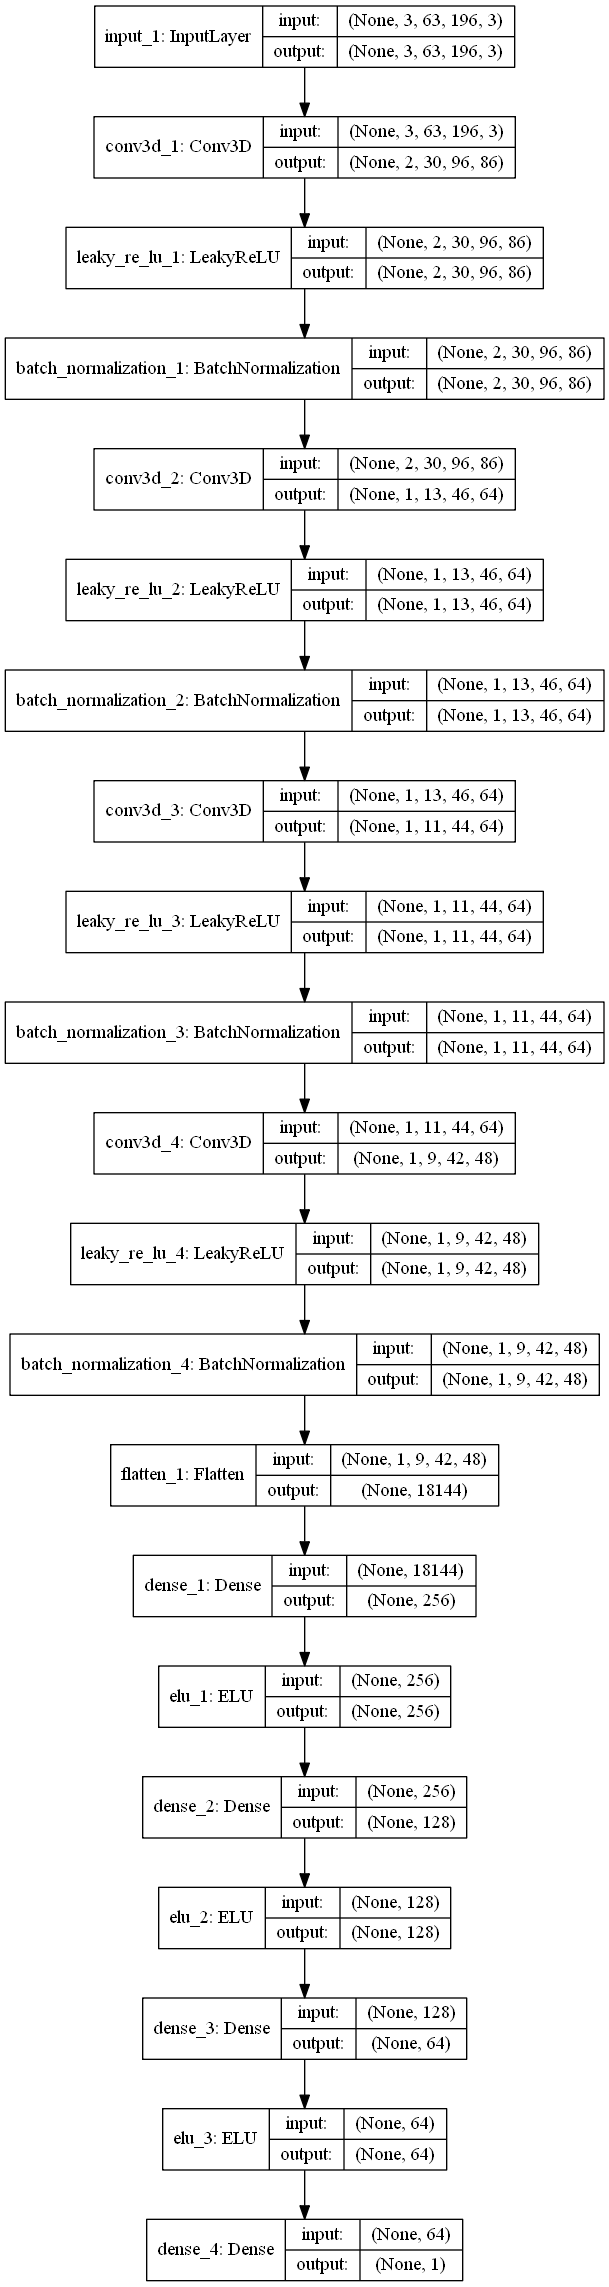 input_1: InputLayer
input: (None, 3, 63, 196, 3)
output: (None, 3, 63, 196, 3)
conv3d_1: Conv3D
input: (None, 3, 63, 196, 3)
output: (None, 2, 30, 96, 86)
leaky_re_lu_1: LeakyReLU
input: (None, 2, 30, 96, 86)
output: (None, 2, 30, 96, 86)
batch_normalization_1: BatchNormalization
input: (None, 2, 30, 96, 86)
output: (None, 2, 30, 96, 86)
conv3d_2: Conv3D
input: (None, 2, 30, 96, 86)
output: (None, 1, 13, 46, 64)
leaky_re_lu_2: LeakyReLU
input: (None, 1, 13, 46, 64)
output: (None, 1, 13, 46, 64)
batch_normalization_2: BatchNormalization
input: (None, 1, 13, 46, 64)
output: (None, 1, 13, 46, 64)
conv3d_3: Conv3D
input: (None, 1, 13, 46, 64)
output: (None, 1, 11, 44, 64)
leaky_re_lu_3: LeakyReLU
input: (None, 1, 11, 44, 64)
output: (None, 1, 11, 44, 64)
batch_normalization_3: BatchNormalization
input: (None, 1, 11, 44, 64)
output: (None, 1, 11, 44, 64)
conv3d_4: Conv3D
input: (None, 1, 11, 44, 64)
output: (None, 1, 9, 42, 48)
leaky_re_lu_4: LeakyReLU
input: (None, 1, 9, 42, 48)
output: (None, 1, 9, 42, 48)
batch_normalization_4: BatchNormalization
input: (None, 1, 9, 42, 48)
output: (None, 1, 9, 42, 48)
flatten_1: Flatten
input: (None, 1, 9, 42, 48)
output: (None, 18144)
dense_1: Dense
input: (None, 18144)
output: (None, 256)
elu_1: ELU
input: (None, 256)
output: (None, 256)
dense_2: Dense
input: (None, 256)
output: (None, 128)
elu_2: ELU
input: (None, 128)
output: (None, 128)
dense_3: Dense
input: (None, 128)
output: (None, 64)
elu_3: ELU
input: (None, 64)
output: (None, 64)
dense_4: Dense
input: (None, 64)
output: (None, 1)